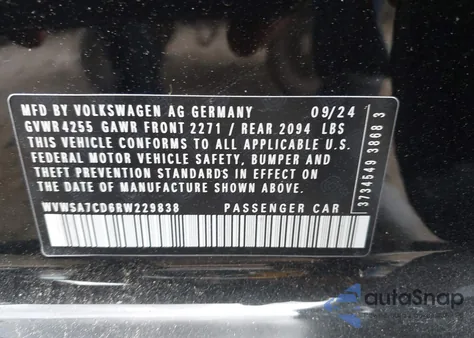 MFD BY VOLKSWAGEN AG GERMANY 09/24
GVWR 4255 GAWR FRONT 2271 / REAR 2094 LBS
THIS VEHICLE CONFORMS TO ALL APPLICABLE U.S.
FEDERAL MOTOR VEHICLE SAFETY, BUMPER AND
THEFT PREVENTION STANDARDS IN EFFECT ON
THE DATE OF MANUFACTURE SHOWN ABOVE.
WVWSA7CD6RW229838 PASSENGER CAR
3734549 3868 3
autoSnap